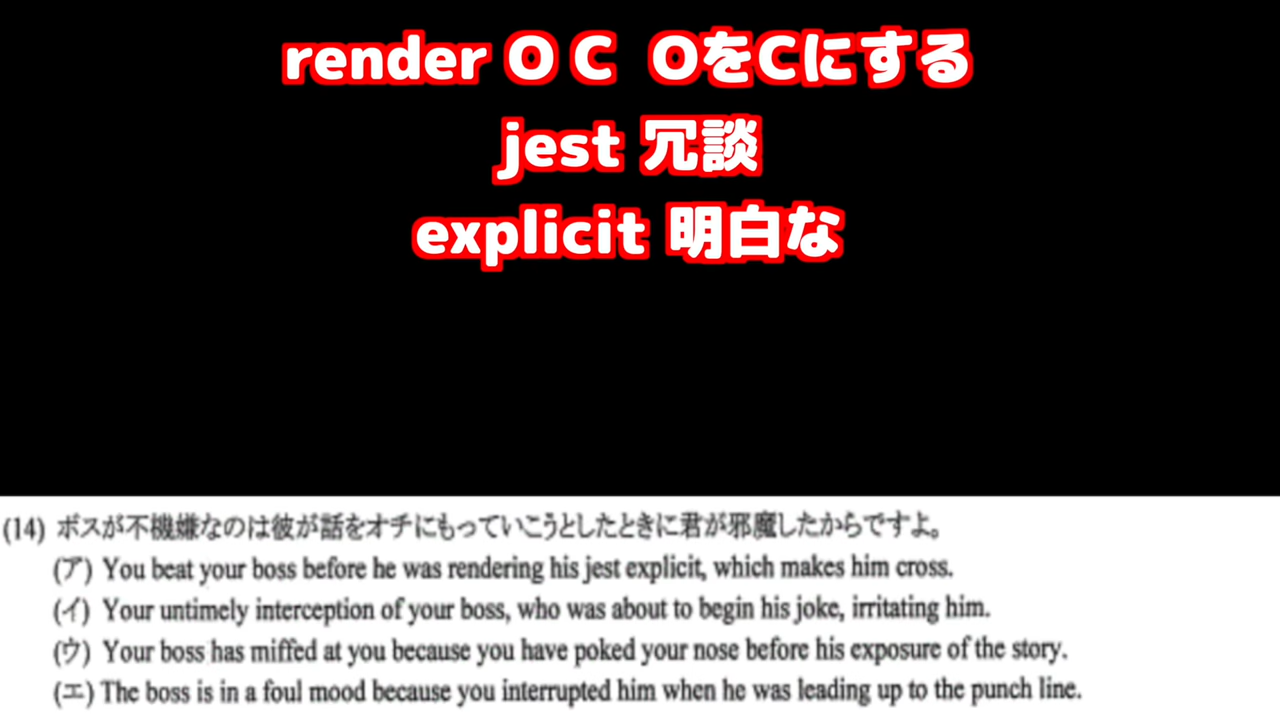 render O C OをCにする
jest 冗談
explicit 明白な
(14) ボスが不機嫌なのは彼が話をオチにもっていこうとしたときに君が邪魔したからですよ。
(ア) You beat your boss before he was rendering his jest explicit, which makes him cross.
(イ) Your untimely interception of your boss, who was about to begin his joke, irritating him.
(ウ) Your boss has miffed at you because you have poked your nose before his exposure of the story.
(エ) The boss is in a foul mood because you interrupted him when he was leading up to the punch line.